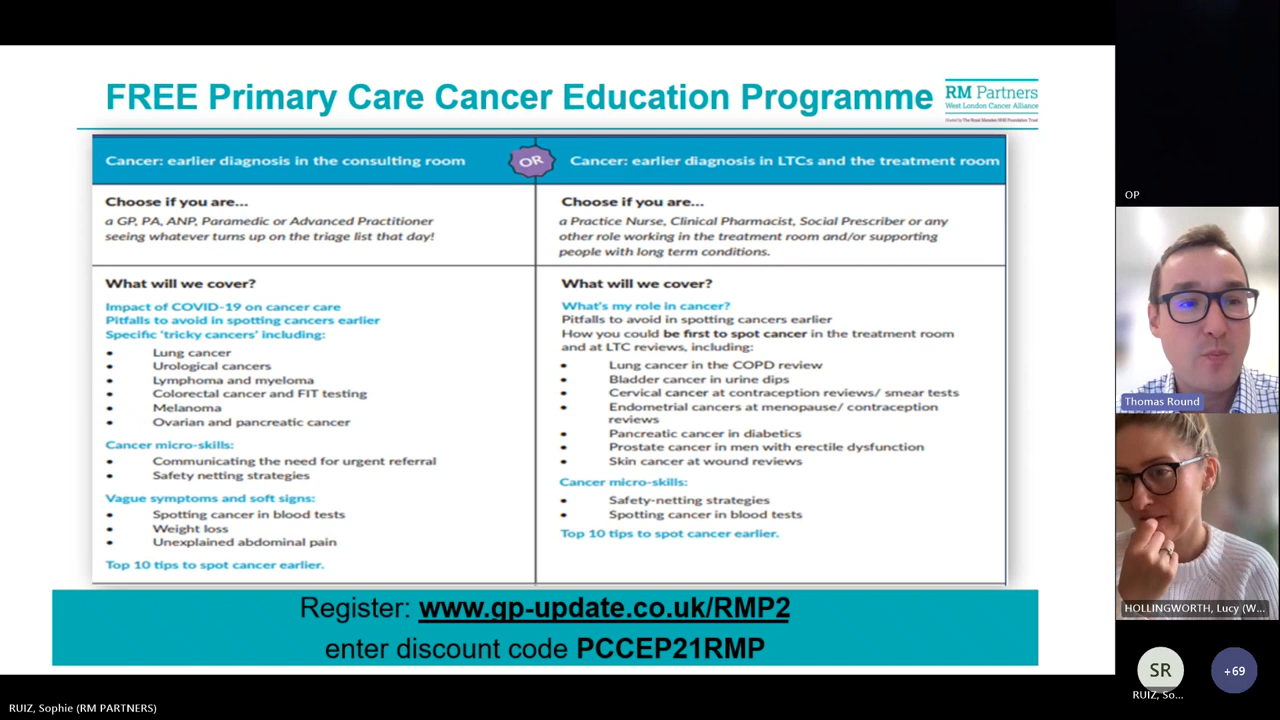 FREE Primary Care Cancer Education Programme
RM Partners
West London Cancer Alliance
Hosted by The Royal Marsden NHS Foundation Trust
Cancer: earlier diagnosis in the consulting room
OR
Cancer: earlier diagnosis in LTCs and the treatment room
Choose if you are...
a GP, PA, ANP, Paramedic or Advanced Practitioner
seeing whatever turns up on the triage list that day!
Choose if you are...
a Practice Nurse, Clinical Pharmacist, Social Prescriber or any
other role working in the treatment room and/or supporting
people with long term conditions.
What will we cover?
Impact of COVID-19 on cancer care
Pitfalls to avoid in spotting cancers earlier
Specific 'tricky cancers' including:
• Lung cancer
• Urological cancers
• Lymphoma and myeloma
• Colorectal cancer and FIT testing
• Melanoma
• Ovarian and pancreatic cancer
Cancer micro-skills:
• Communicating the need for urgent referral
• Safety netting strategies
Vague symptoms and soft signs:
• Spotting cancer in blood tests
• Weight loss
• Unexplained abdominal pain
Top 10 tips to spot cancer earlier.
What will we cover?
What's my role in cancer?
Pitfalls to avoid in spotting cancers earlier
How you could be first to spot cancer in the treatment room
and at LTC reviews, including:
• Lung cancer in the COPD review
• Bladder cancer in urine dips
• Cervical cancer at contraception reviews/ smear tests
• Endometrial cancers at menopause/ contraception
reviews
• Pancreatic cancer in diabetics
• Prostate cancer in men with erectile dysfunction
• Skin cancer at wound reviews
Cancer micro-skills:
• Safety-netting strategies
• Spotting cancer in blood tests
Top 10 tips to spot cancer earlier.
Register: www.gp-update.co.uk/RMP2
enter discount code PCCEP21RMP
OP
Thomas Round
HOLLINGWORTH, Lucy (W...
SR
+69
RUIZ, So...
RUIZ, Sophie (RM PARTNERS)